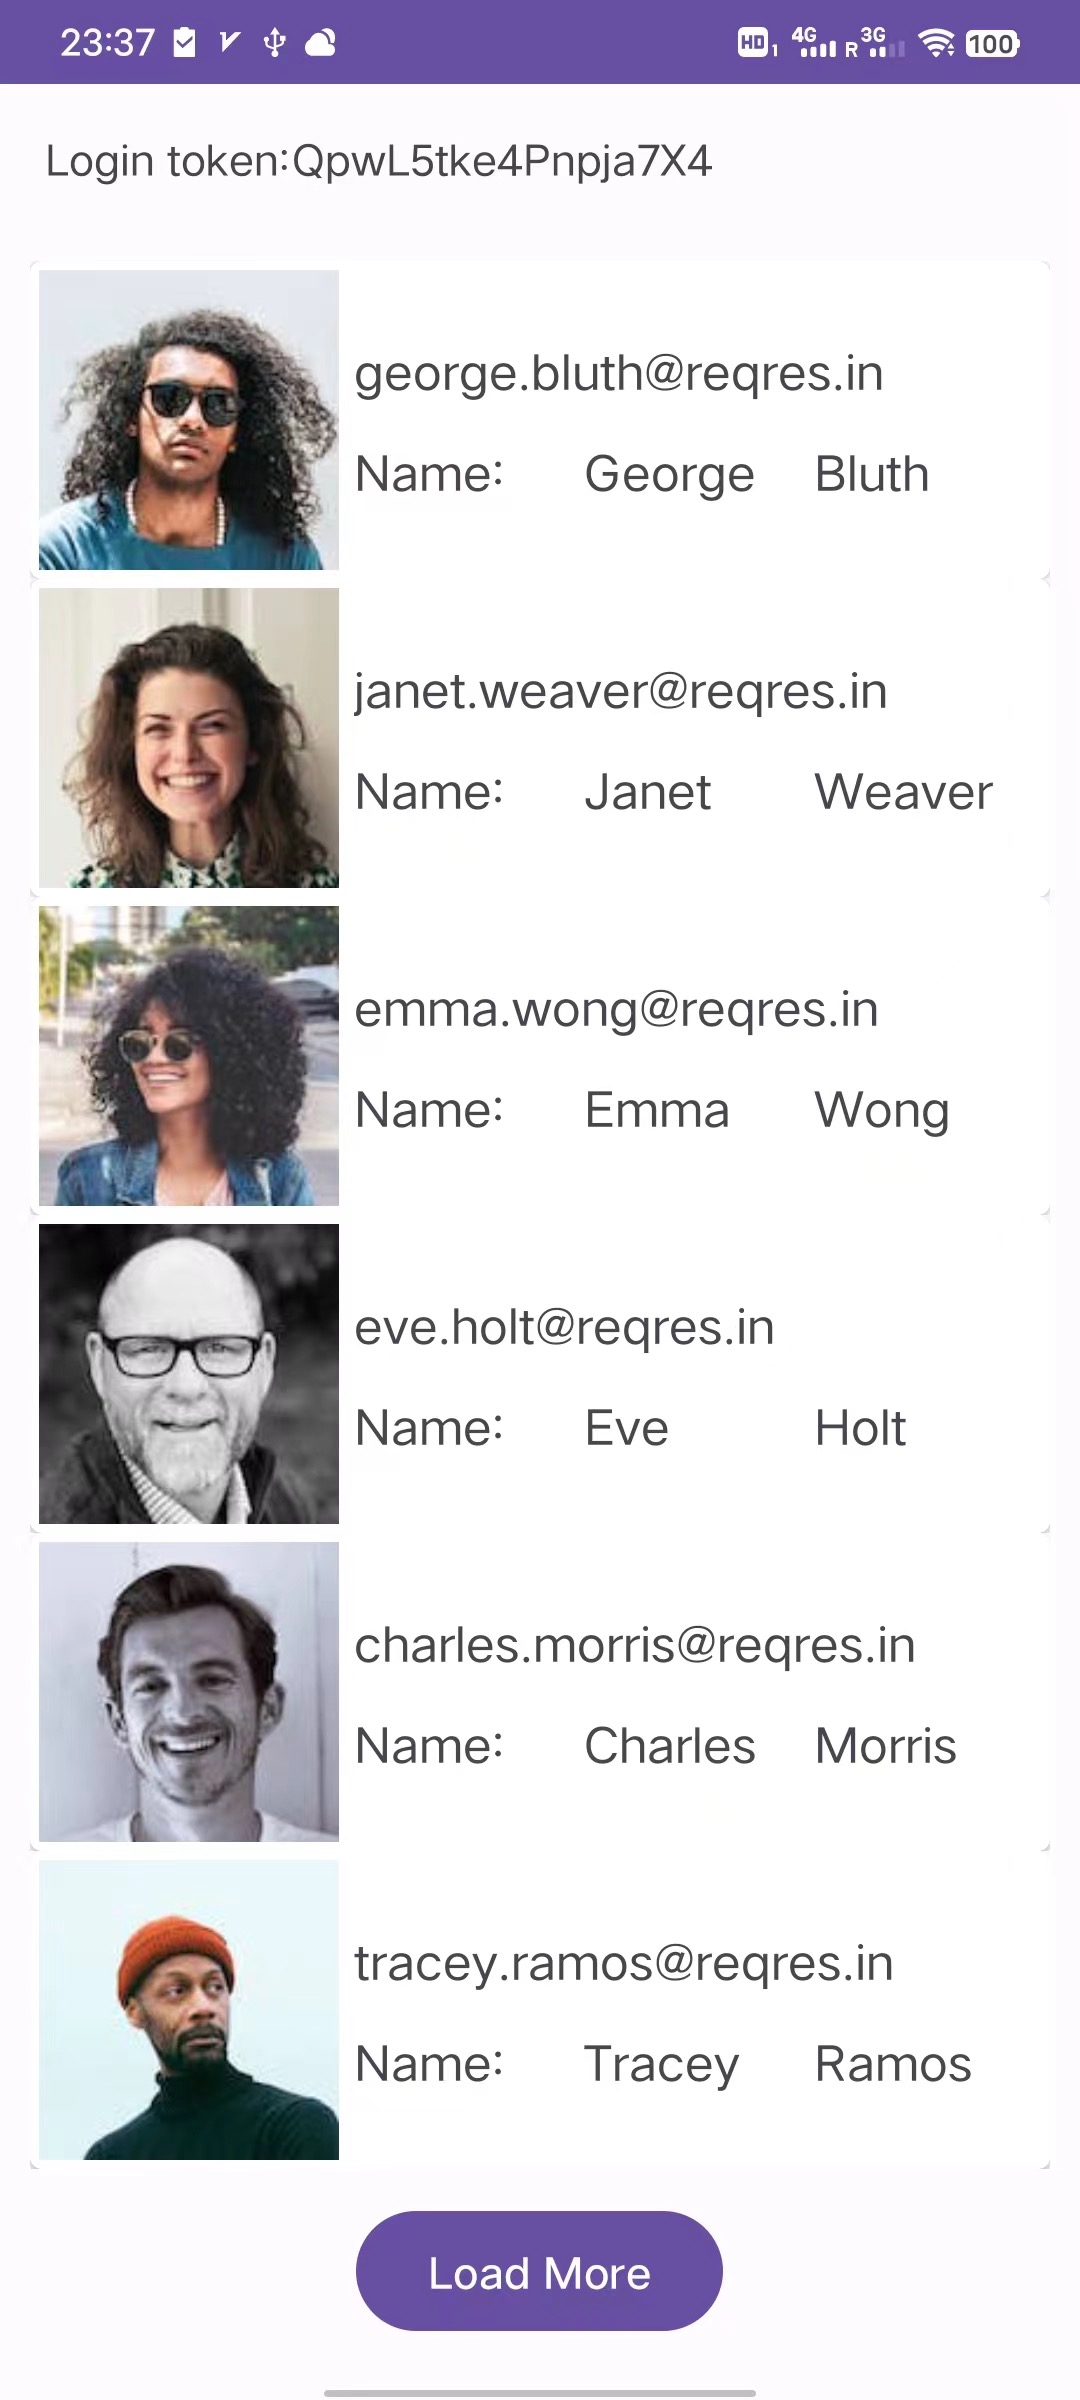 23:37 HD 1 4G R 3G 100
Login token:QpwL5tke4Pnpja7X4
george.bluth@reqres.in
Name: George Bluth
janet.weaver@reqres.in
Name: Janet Weaver
emma.wong@reqres.in
Name: Emma Wong
eve.holt@reqres.in
Name: Eve Holt
charles.morris@reqres.in
Name: Charles Morris
tracey.ramos@reqres.in
Name: Tracey Ramos
Load More